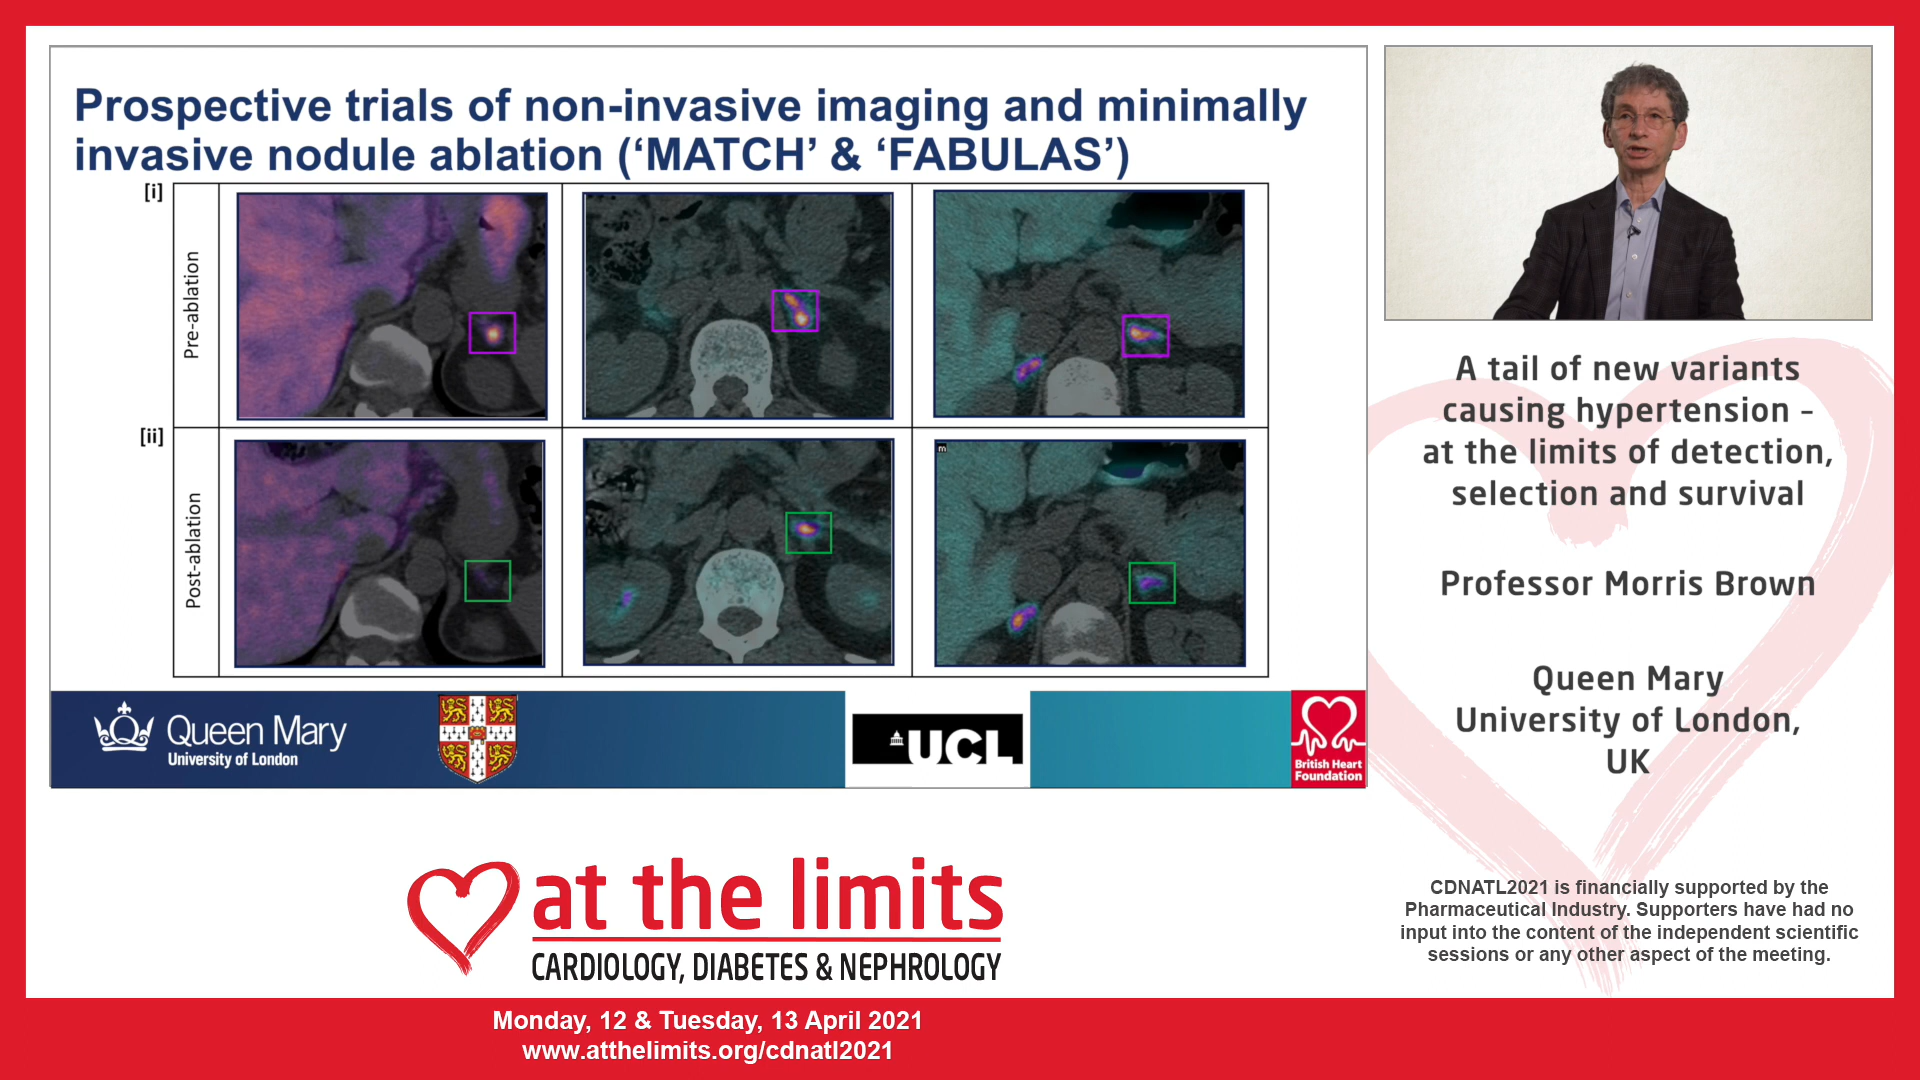 Prospective trials of non-invasive imaging and minimally
invasive nodule ablation (‘MATCH’ & ‘FABULAS’)
[i]
Pre-ablation
[ii]
Post-ablation
m
Queen Mary
University of London
UCL
British Heart
Foundation
A tail of new variants
causing hypertension –
at the limits of detection,
selection and survival
Professor Morris Brown
Queen Mary
University of London,
UK
CDNATL2021 is financially supported by the
Pharmaceutical Industry. Supporters have had no
input into the content of the independent scientific
sessions or any other aspect of the meeting.
at the limits
CARDIOLOGY, DIABETES & NEPHROLOGY
Monday, 12 & Tuesday, 13 April 2021
www.atthelimits.org/cdnatl2021